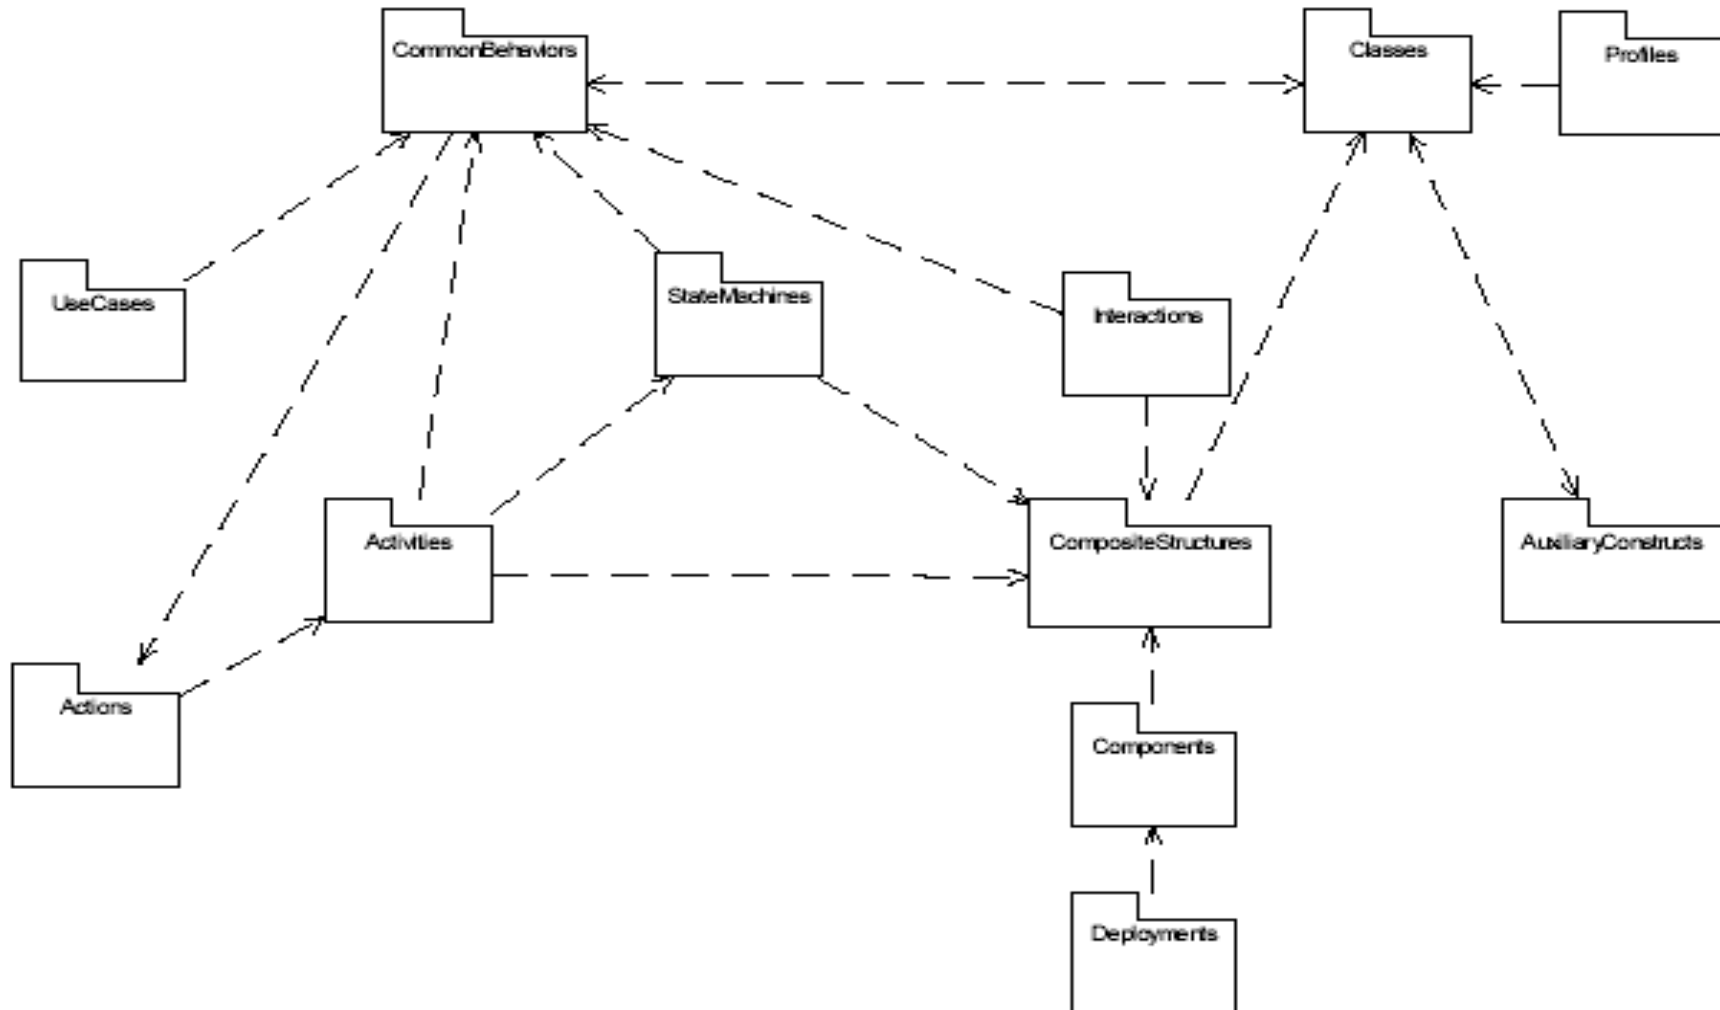 CommonBehaviors
Classes
Profiles
UseCases
StateMachines
Interactions
Activities
CompositeStructures
AuxiliaryConstructs
Actions
Components
Deployments